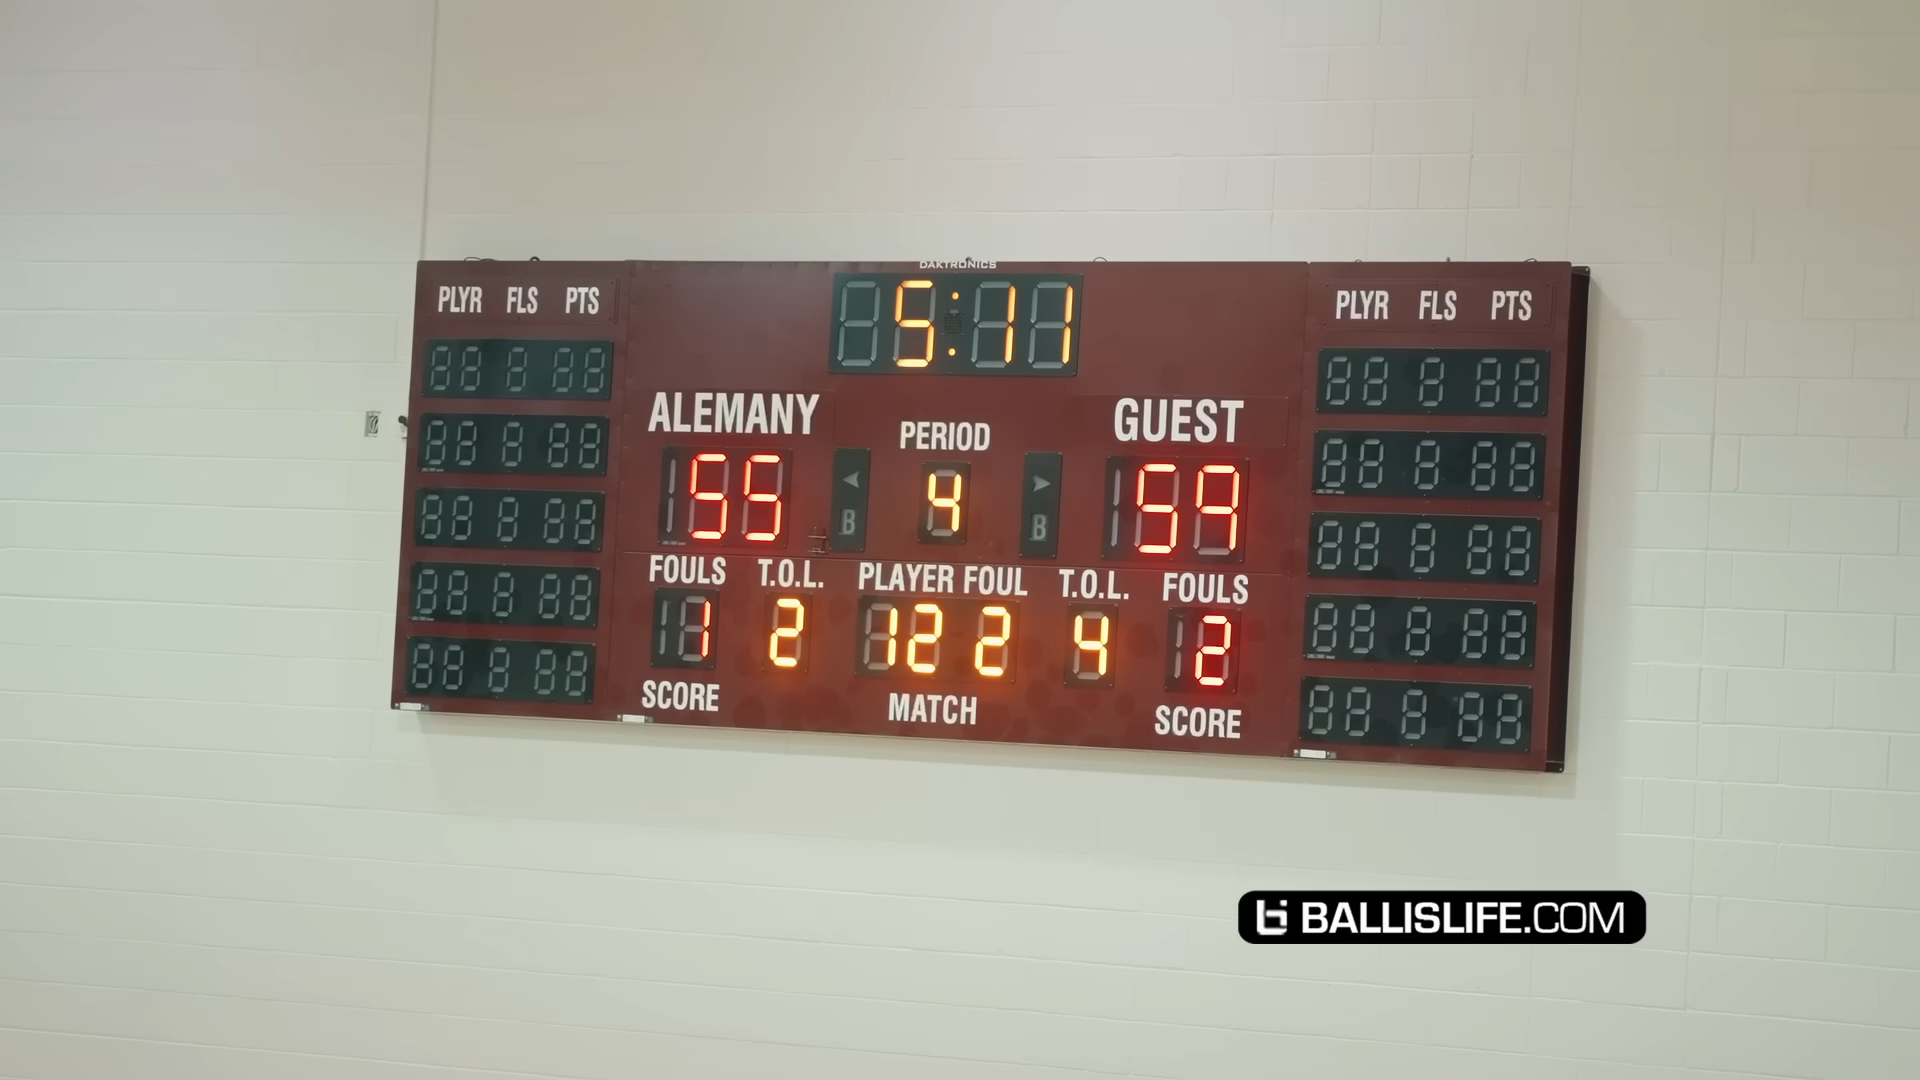 DAKTRONICS
PLYR FLS PTS
5:11
PLYR FLS PTS
ALEMANY
PERIOD
GUEST
55
4
59
B
B
FOULS T.O.L. PLAYER FOUL T.O.L. FOULS
1 2 12 2 4 2
SCORE MATCH SCORE
BALLISLIFE.COM